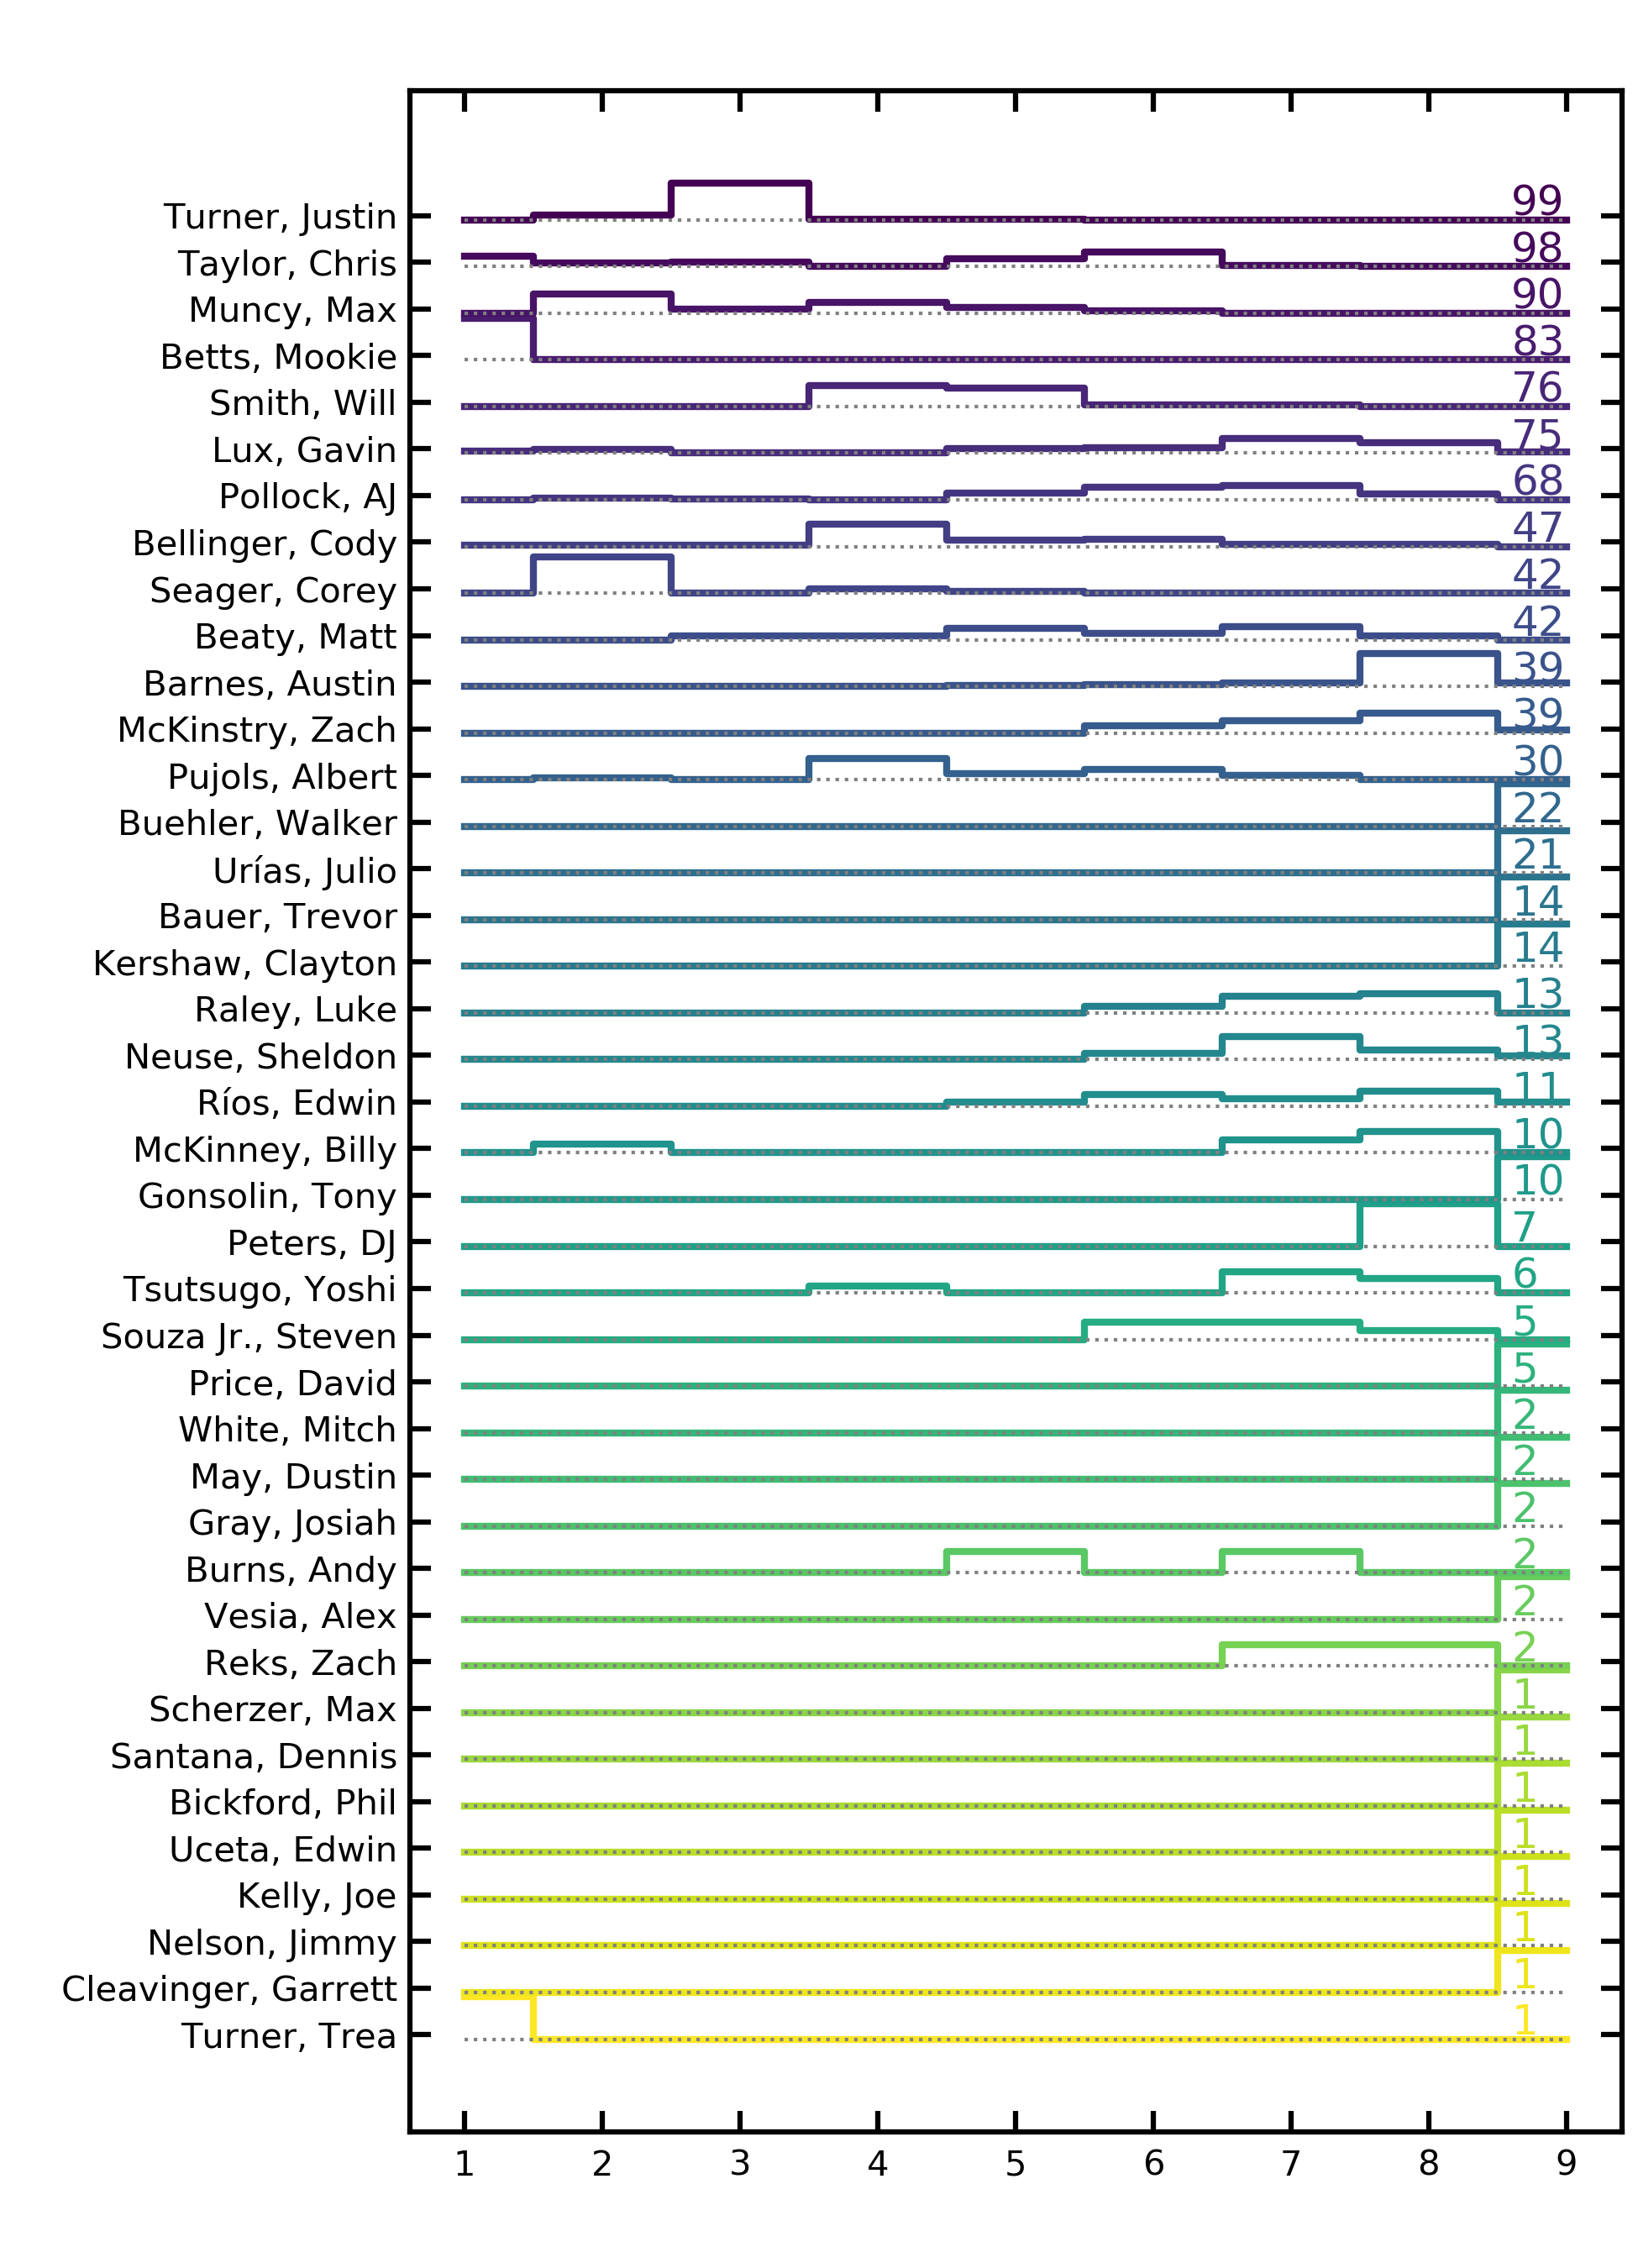 Turner, Justin 99
Taylor, Chris 98
Muncy, Max 90
Betts, Mookie 83
Smith, Will 76
Lux, Gavin 75
Pollock, AJ 68
Bellinger, Cody 47
Seager, Corey 42
Beaty, Matt 42
Barnes, Austin 39
McKinstry, Zach 39
Pujols, Albert 30
Buehler, Walker 22
Urías, Julio 21
Bauer, Trevor 14
Kershaw, Clayton 14
Raley, Luke 13
Neuse, Sheldon 13
Ríos, Edwin 11
McKinney, Billy 10
Gonsolin, Tony 10
Peters, DJ 7
Tsutsugo, Yoshi 6
Souza Jr., Steven 5
Price, David 5
White, Mitch 2
May, Dustin 2
Gray, Josiah 2
Burns, Andy 2
Vesia, Alex 2
Reks, Zach 2
Scherzer, Max 1
Santana, Dennis 1
Bickford, Phil 1
Uceta, Edwin 1
Kelly, Joe 1
Nelson, Jimmy 1
Cleavinger, Garrett 1
Turner, Trea 1
1 2 3 4 5 6 7 8 9